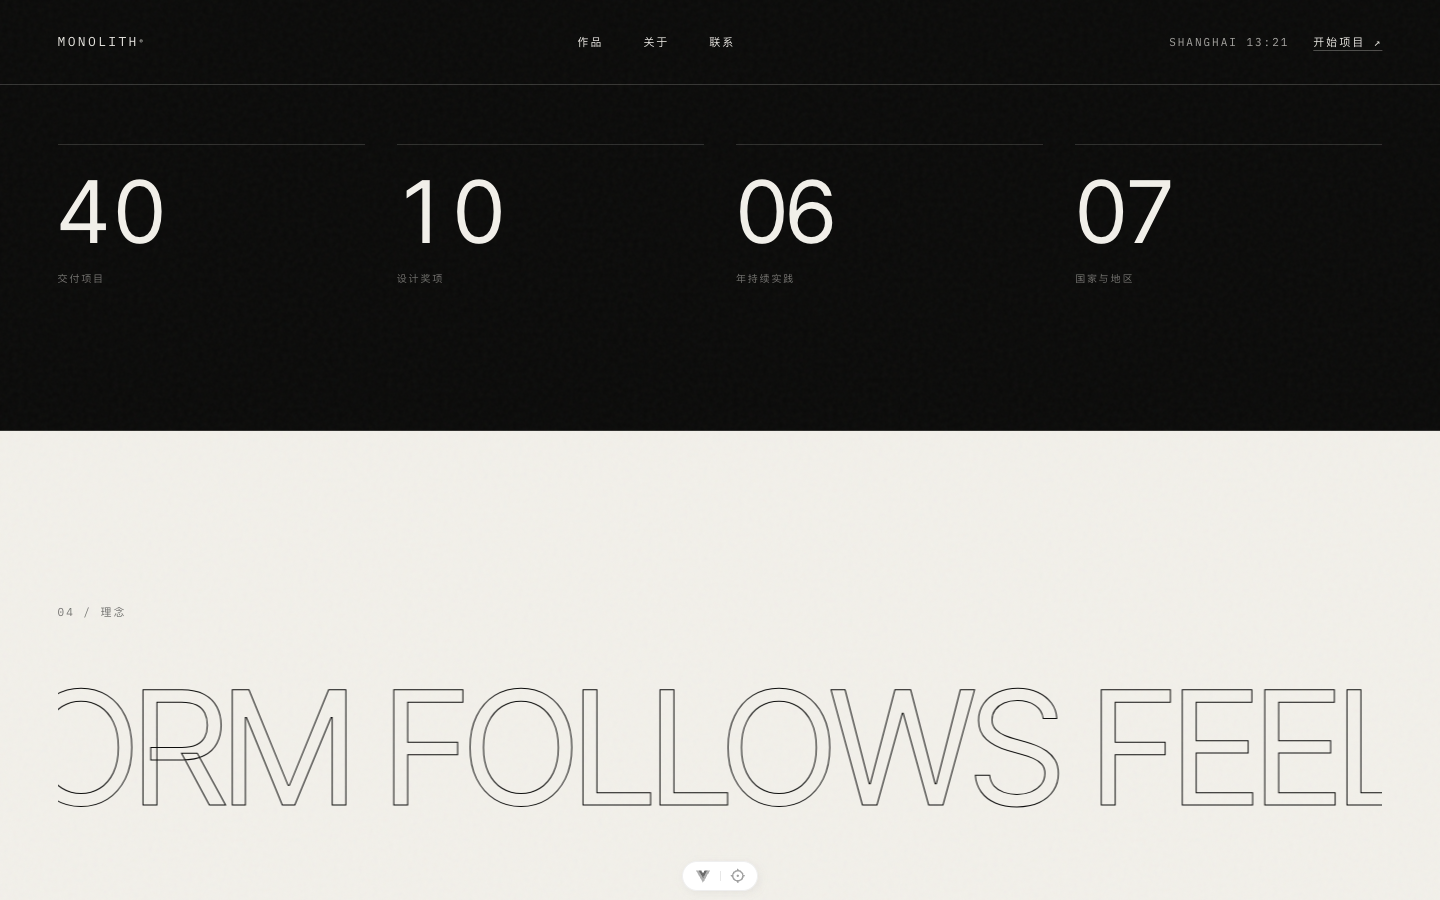 MONOLITH®
作品
关于
联系
SHANGHAI 13:21
开始项目 ↗
40
10
06
07
交付项目
设计奖项
年持续实践
国家与地区
04 / 理念
ORM FOLLOWS FEEL